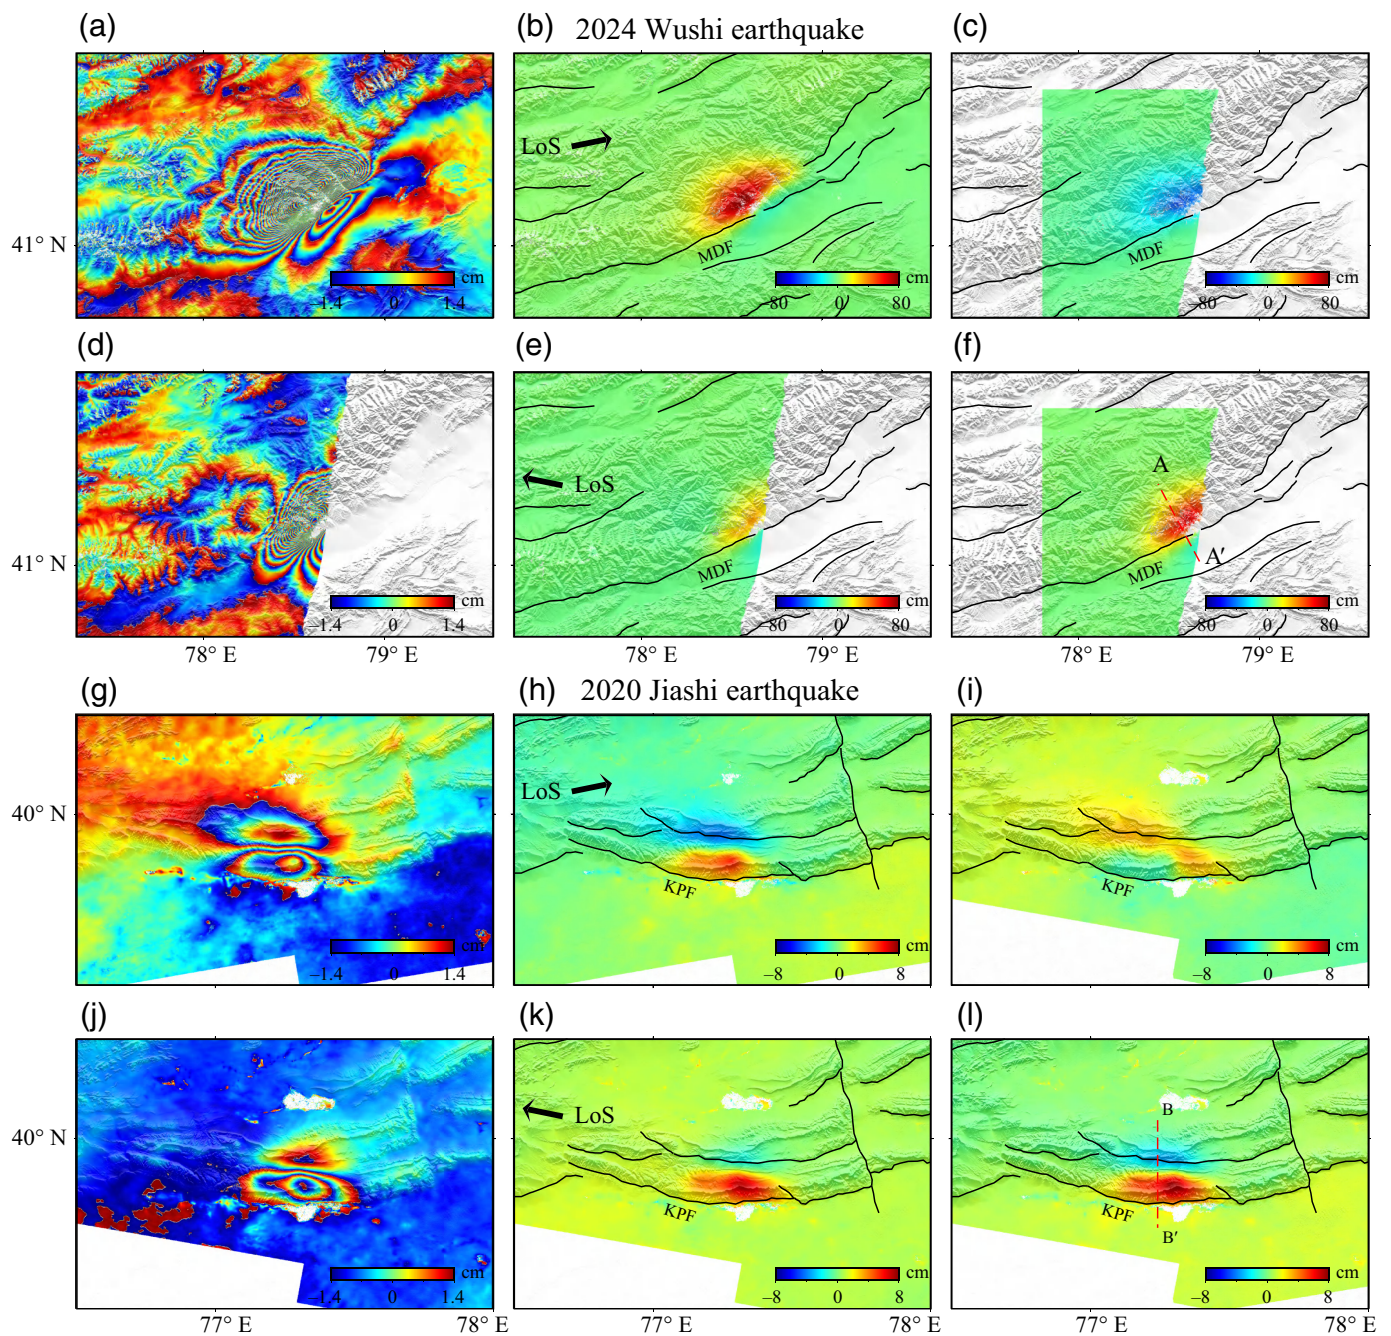 (a) (b) 2024 Wushi earthquake (c)
LoS
MDF MDF
41° N
cm cm cm
−1.4 0 1.4 −80 0 80 −80 0 80
(d) (e) (f)
LoS A
A′
MDF MDF
41° N
cm cm cm
−1.4 0 1.4 −80 0 80 −80 0 80
78° E 79° E 78° E 79° E 78° E 79° E
(g) (h) 2020 Jiashi earthquake (i)
LoS
40° N
KPF KPF
cm cm cm
−1.4 0 1.4 −8 0 8 −8 0 8
(j) (k) (l)
LoS B
40° N
KPF KPF
B′
cm cm cm
−1.4 0 1.4 −8 0 8 −8 0 8
77° E 78° E 77° E 78° E 77° E 78° E